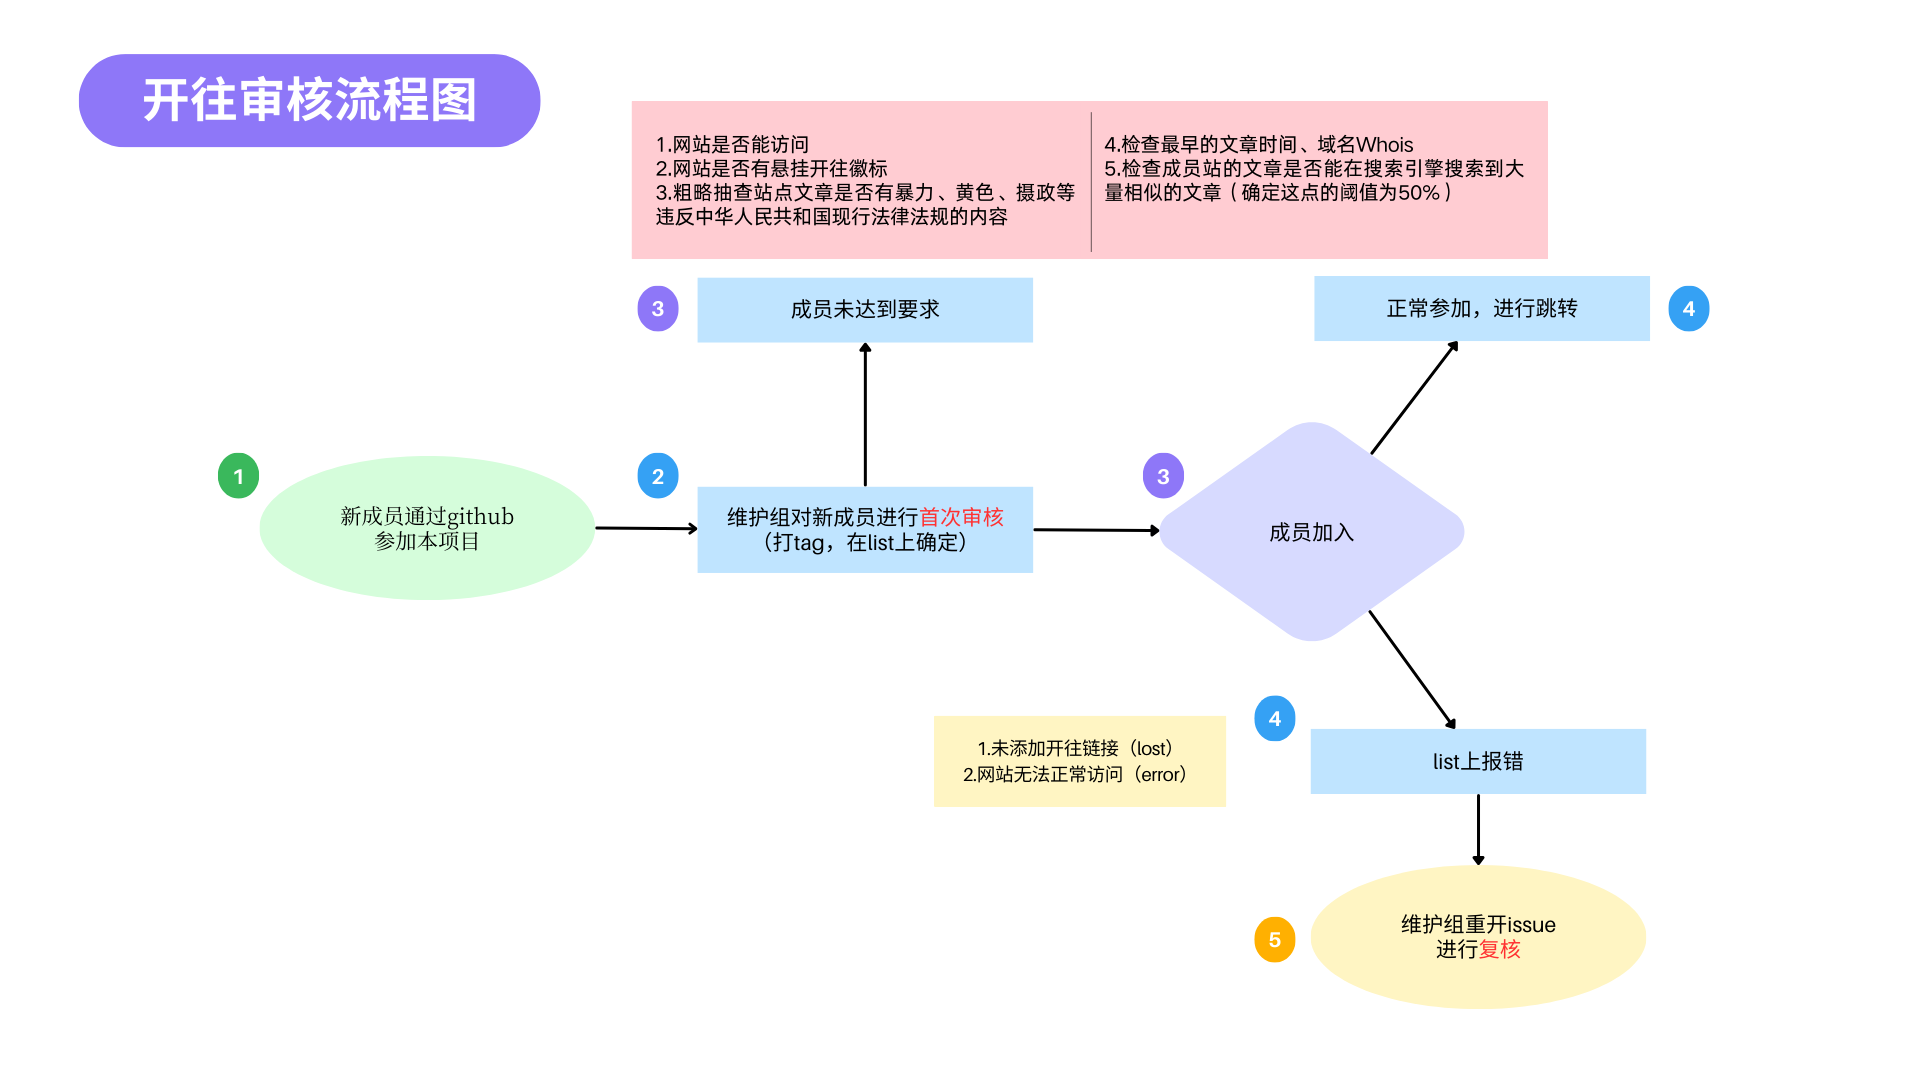 开往审核流程图
1.网站是否能访问
2.网站是否有悬挂开往徽标
3.粗略抽查站点文章是否有暴力、黄色、摄政等
违反中华人民共和国现行法律法规的内容
4.检查最早的文章时间、域名Whois
5.检查成员站的文章是否能在搜索引擎搜索到大
量相似的文章（确定这点的阈值为50%）
3
成员未达到要求
正常参加，进行跳转
4
1
新成员通过github
参加本项目
2
维护组对新成员进行首次审核
（打tag，在list上确定）
3
成员加入
1.未添加开往链接（lost）
2.网站无法正常访问（error）
4
list上报错
5
维护组重开issue
进行复核